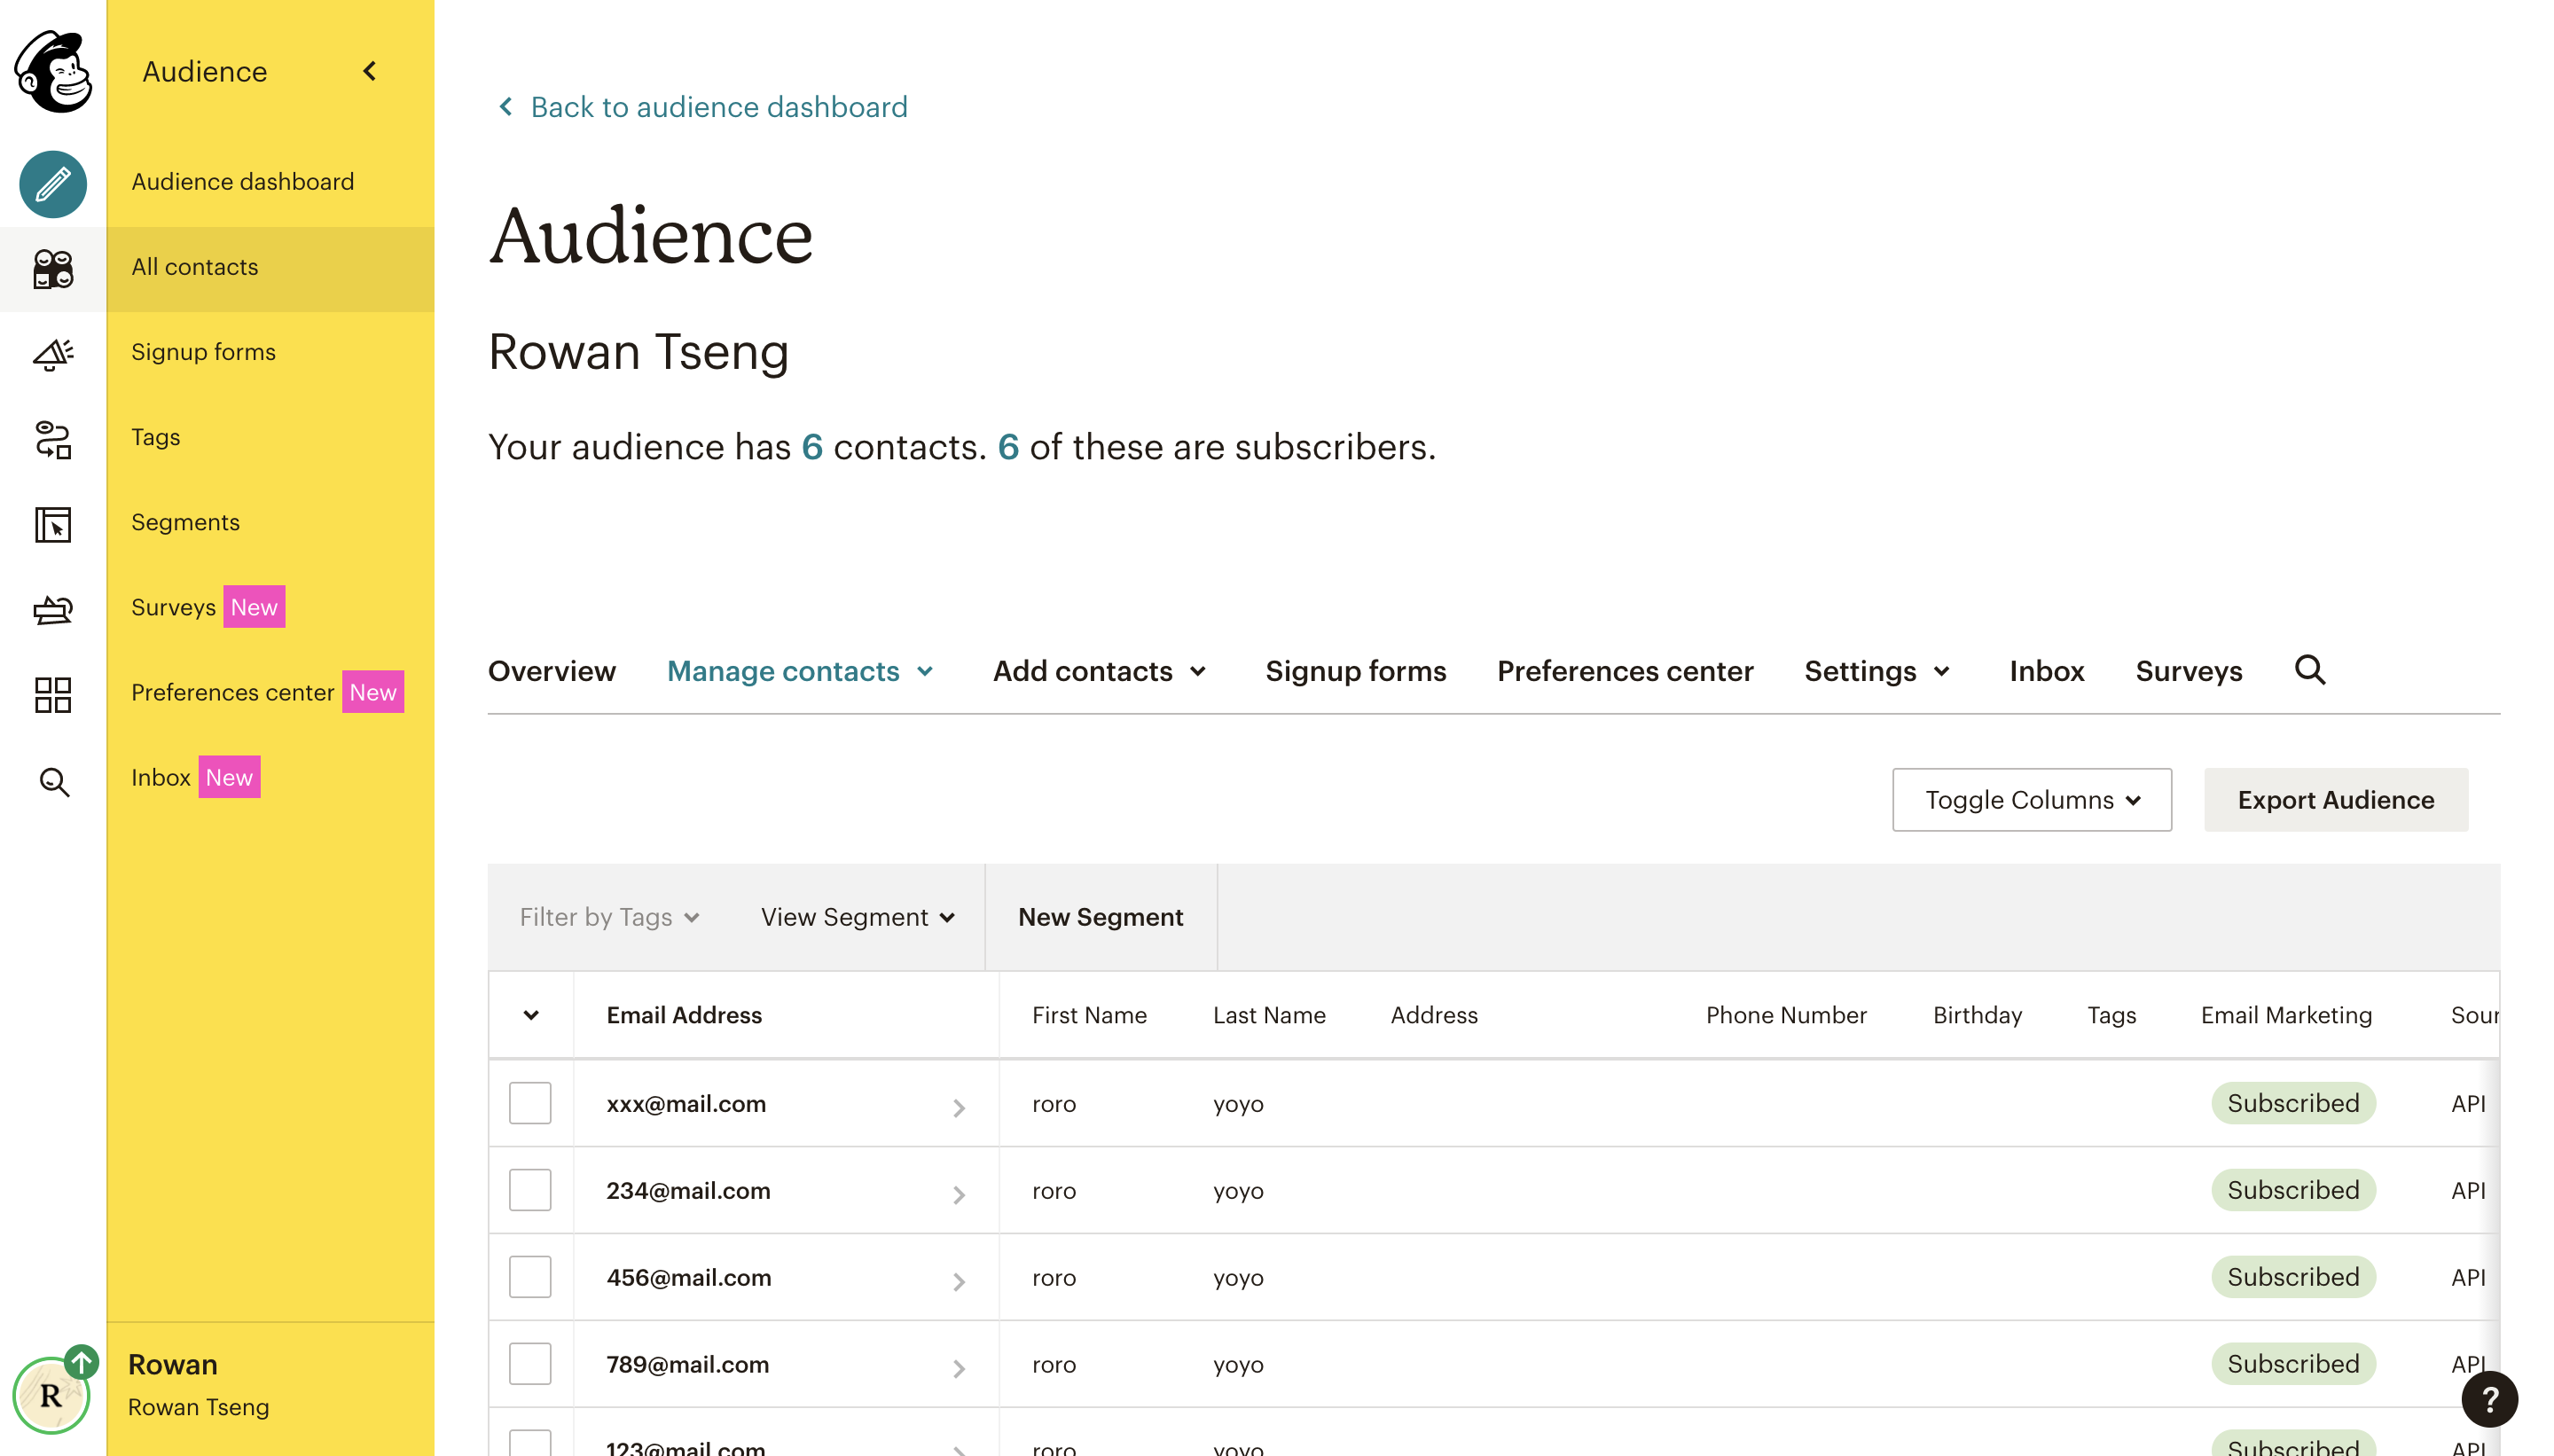 Audience
Audience dashboard
All contacts
Signup forms
Tags
Segments
Surveys New
Preferences center New
Inbox New
R
Rowan
Rowan Tseng
Back to audience dashboard
Audience
Rowan Tseng
Your audience has 6 contacts. 6 of these are subscribers.
Overview Manage contacts Add contacts Signup forms Preferences center Settings Inbox Surveys
Toggle Columns Export Audience
Filter by Tags View Segment New Segment
Email Address First Name Last Name Address Phone Number Birthday Tags Email Marketing Sour
xxx@mail.com roro yoyo Subscribed API
234@mail.com roro yoyo Subscribed API
456@mail.com roro yoyo Subscribed API
789@mail.com roro yoyo Subscribed API
123@mail.com roro yoyo Subscribed API
?